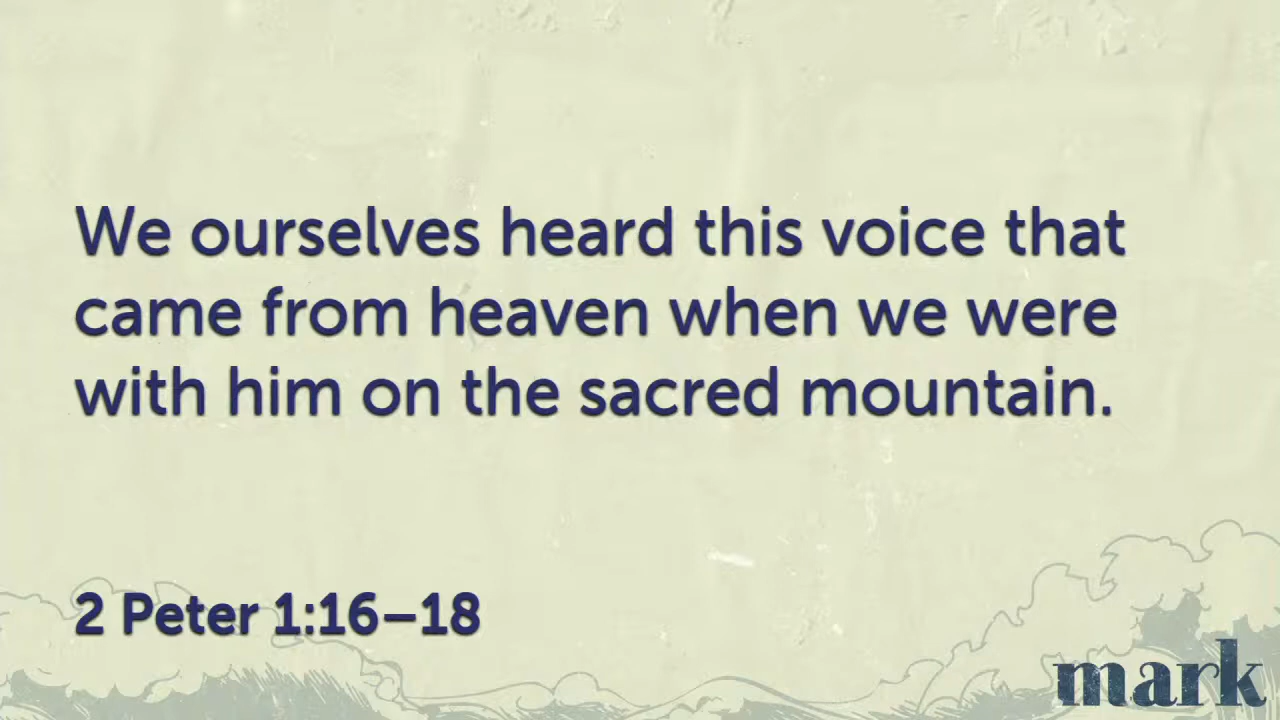 We ourselves heard this voice that
came from heaven when we were
with him on the sacred mountain.
2 Peter 1:16–18
mark